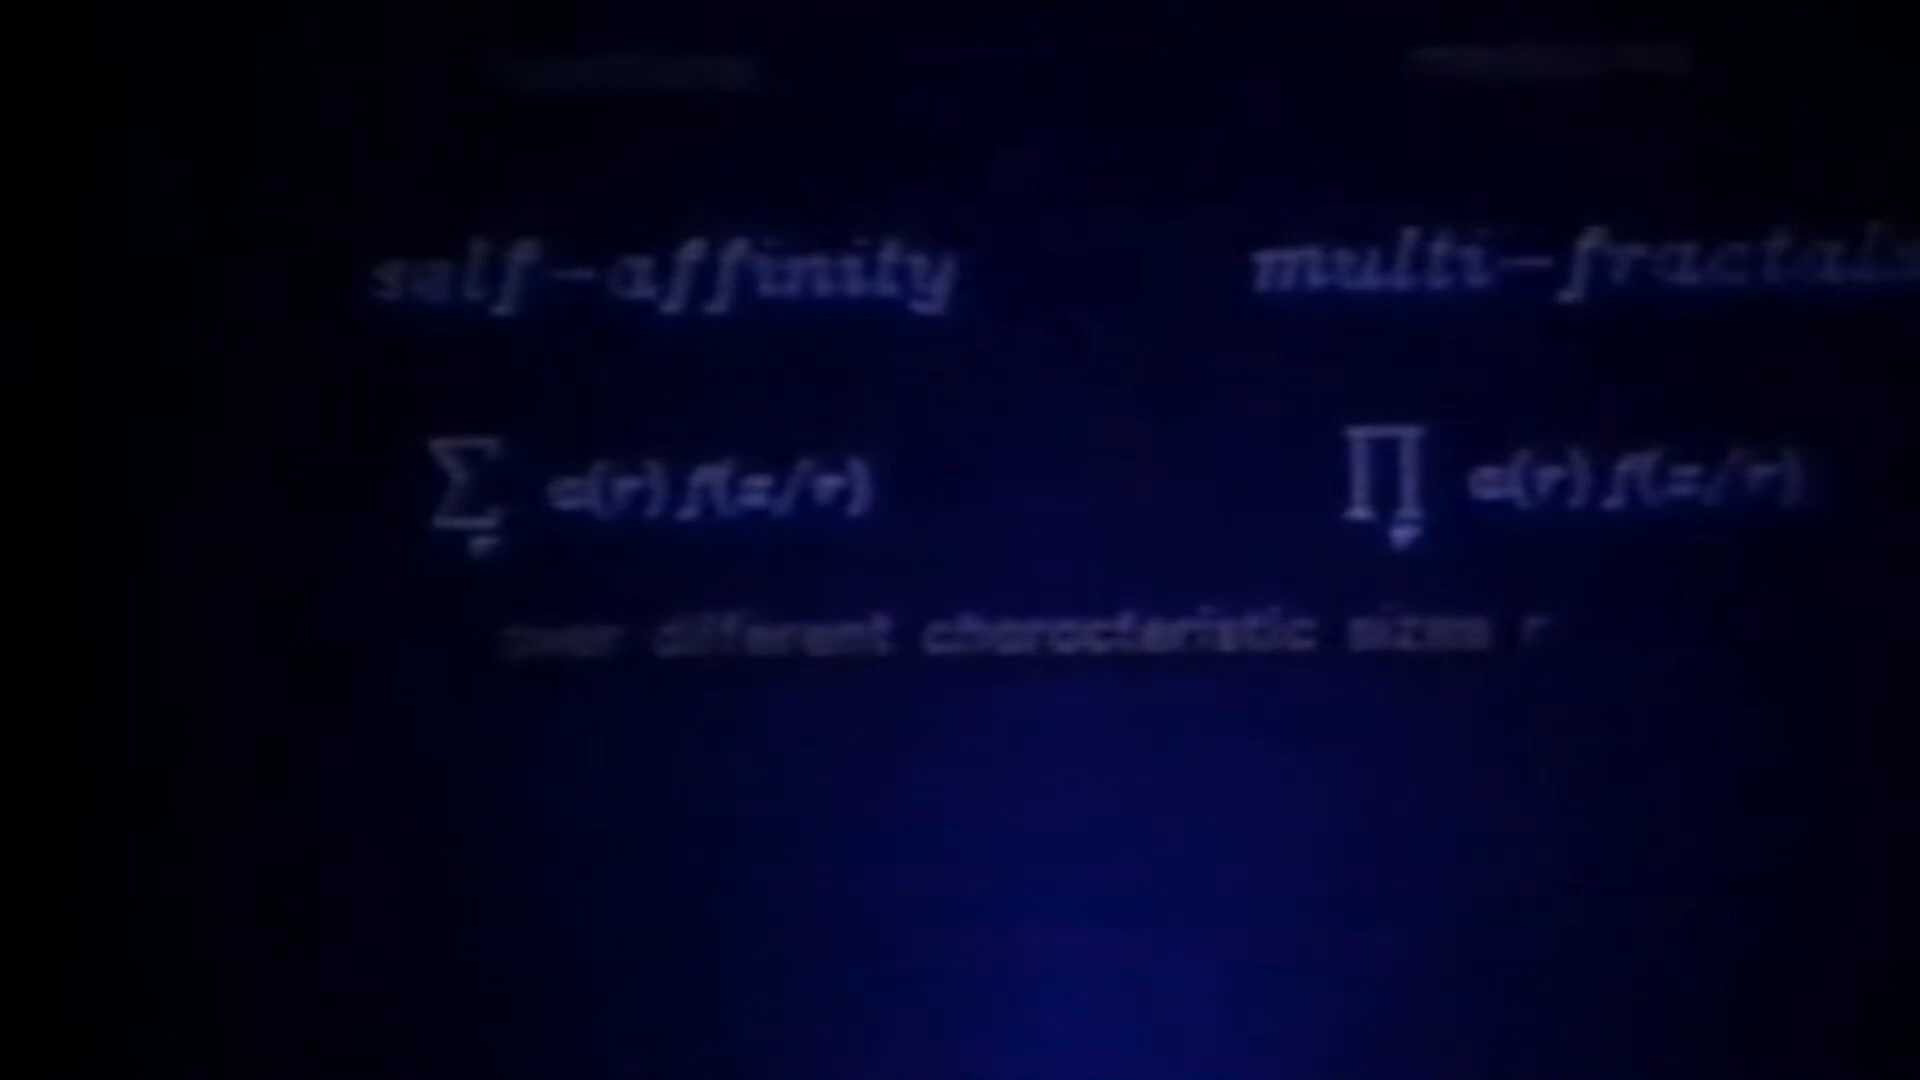 self-affinity multi-fractals
∑ a(r) f(x/r) ∏ a(r) f(x/r)
r r
over different characteristic sizes r